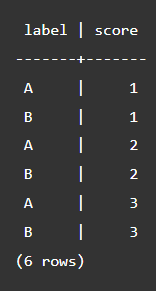 label | score
-------+-------
A | 1
B | 1
A | 2
B | 2
A | 3
B | 3
(6 rows)